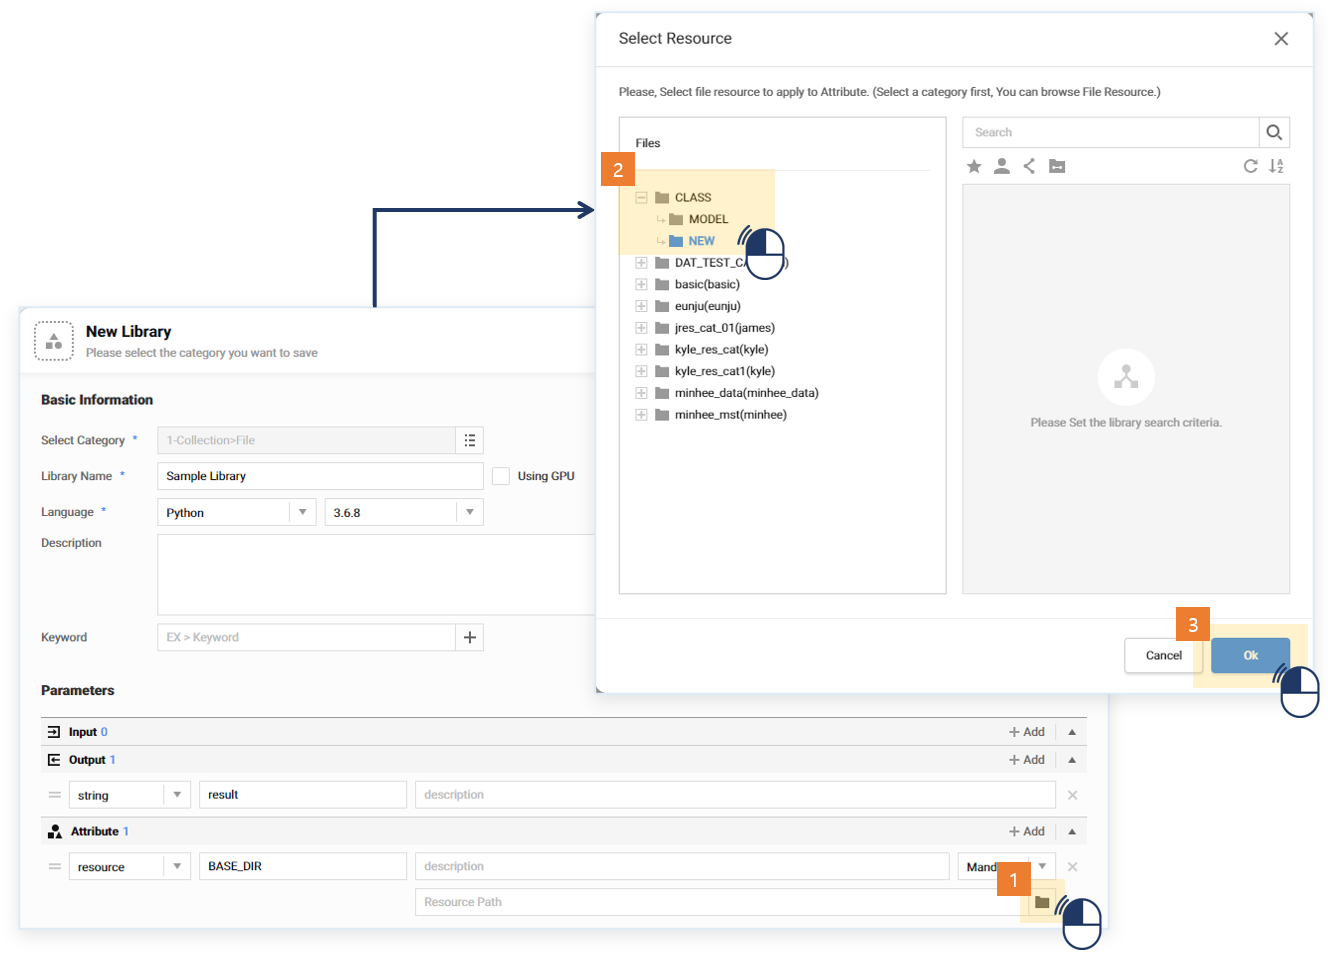 Select Resource
Please, Select file resource to apply to Attribute. (Select a category first, You can browse File Resource.)
Files
Search
2
CLASS
MODEL
NEW
DAT_TEST_C
basic(basic)
eunju(eunju)
jres_cat_01(james)
kyle_res_cat(kyle)
kyle_res_cat1(kyle)
minhee_data(minhee_data)
minhee_mst(minhee)
Please Set the library search criteria.
3
Cancel
Ok
New Library
Please select the category you want to save
Basic Information
Select Category *
1-Collection>File
Library Name *
Sample Library
Using GPU
Language *
Python
3.6.8
Description
Keyword
EX > Keyword
Parameters
Input 0
Add
Output 1
Add
string
result
description
Attribute 1
Add
resource
BASE_DIR
description
Mand
1
Resource Path